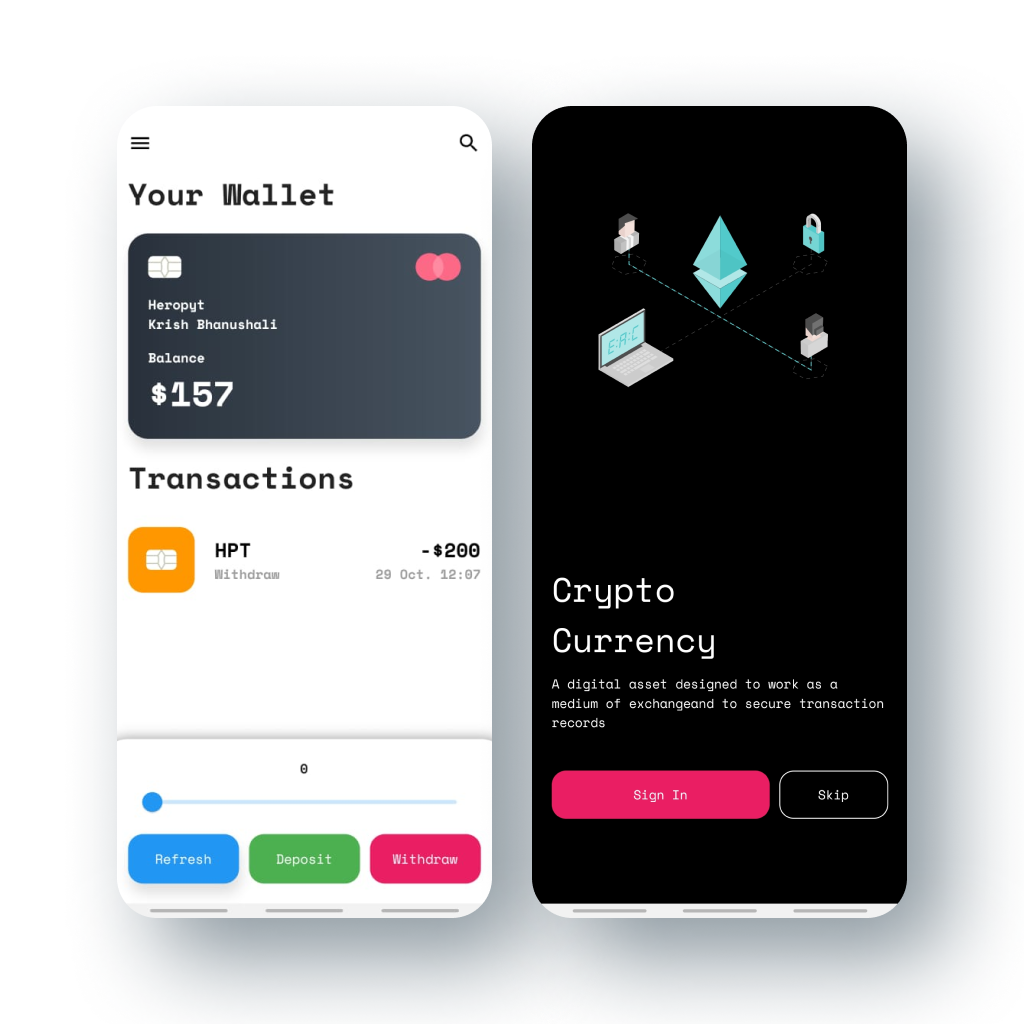 Your Wallet
Heropyt
Krish Bhanushali
Balance
$157
Transactions
HPT
-$200
Withdraw
29 Oct. 12:07
0
Refresh
Deposit
Withdraw
E:A:C
Crypto
Currency
A digital asset designed to work as a
medium of exchangeand to secure transaction
records
Sign In
Skip